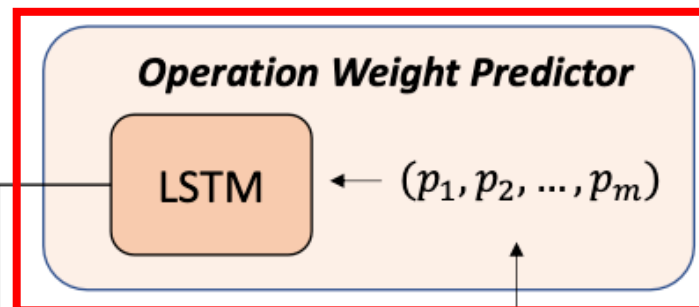 Operation Weight Predictor
LSTM
(p₁, p₂, ..., pₘ)